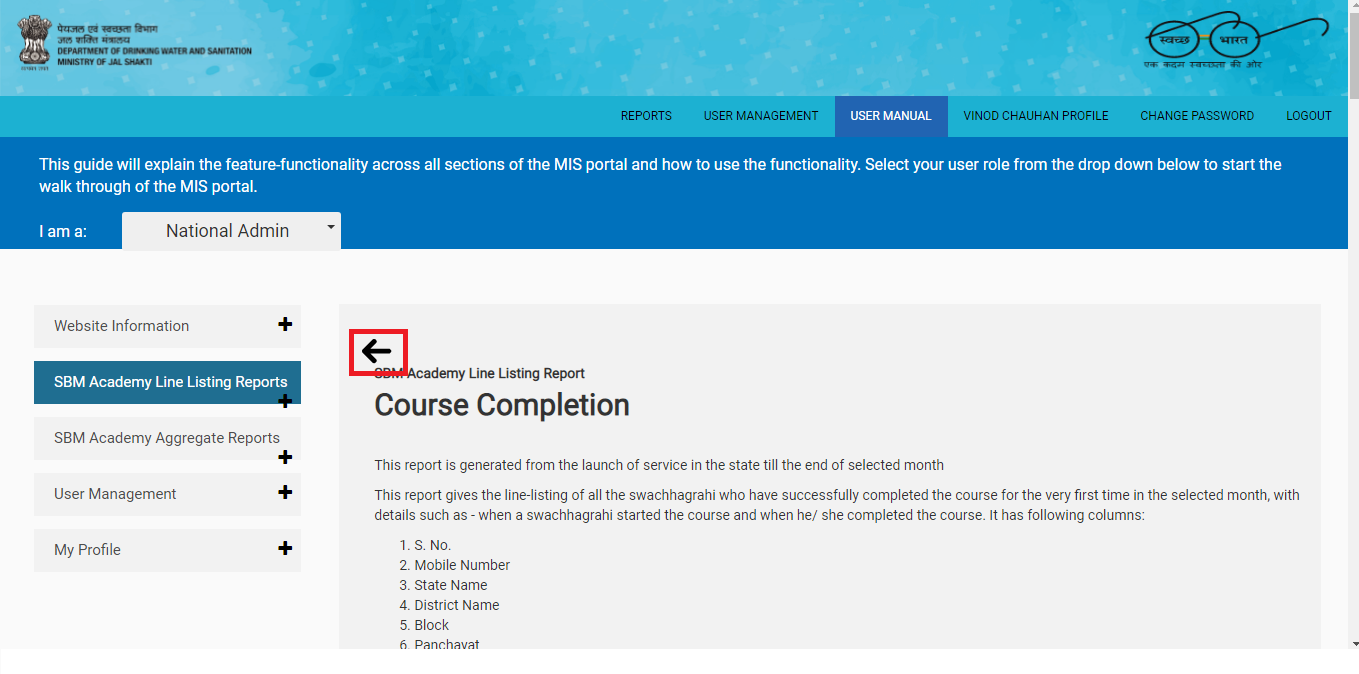 पेयजल एवं स्वच्छता विभाग
जल शक्ति मंत्रालय
DEPARTMENT OF DRINKING WATER AND SANITATION
MINISTRY OF JAL SHAKTI
स्वच्छ भारत
एक कदम स्वच्छता की ओर
REPORTS USER MANAGEMENT USER MANUAL VINOD CHAUHAN PROFILE CHANGE PASSWORD LOGOUT
This guide will explain the feature-functionality across all sections of the MIS portal and how to use the functionality. Select your user role from the drop down below to start the
walk through of the MIS portal.
I am a: National Admin
Website Information
SBM Academy Line Listing Reports
SBM Academy Aggregate Reports
User Management
My Profile
SBM Academy Line Listing Report
Course Completion
This report is generated from the launch of service in the state till the end of selected month
This report gives the line-listing of all the swachhagrahi who have successfully completed the course for the very first time in the selected month, with
details such as - when a swachhagrahi started the course and when he/ she completed the course. It has following columns:
1. S. No.
2. Mobile Number
3. State Name
4. District Name
5. Block
6. Panchayat